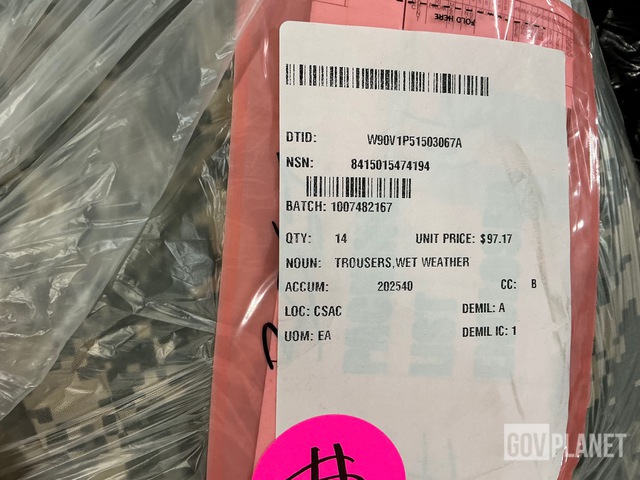 FOLD HERE
DTID: W90V1P51503067A
NSN: 8415015474194
BATCH: 1007482167
QTY: 14 UNIT PRICE: $97.17
NOUN: TROUSERS,WET WEATHER
ACCUM: 202540 CC: B
LOC: CSAC DEMIL: A
UOM: EA DEMIL IC: 1
#
GOVPLANET